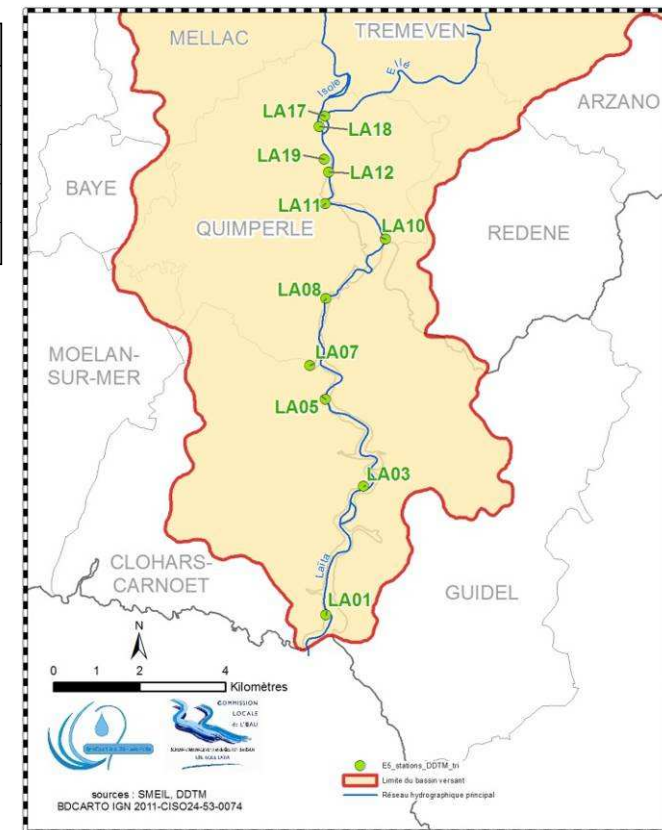 MELLAC
TREMEVEN
Isole
Ellé
ARZANO
LA17
LA18
LA19
LA12
BAYE
LA11
QUIMPERLE
LA10
REDENE
LA08
MOELAN-
SUR-MER
LA07
LA05
LA03
CLOHARS-
CARNOET
Laïta
GUIDEL
LA01
N
0 1 2 4
Kilomètres
COMMISSION
LOCALE
de L'EAU
sources : SMEIL, DDTM
BDCARTO IGN 2011-CISO24-53-0074
E5_stations_DDTM_tri
Limite du bassin versant
Réseau hydrographique principal